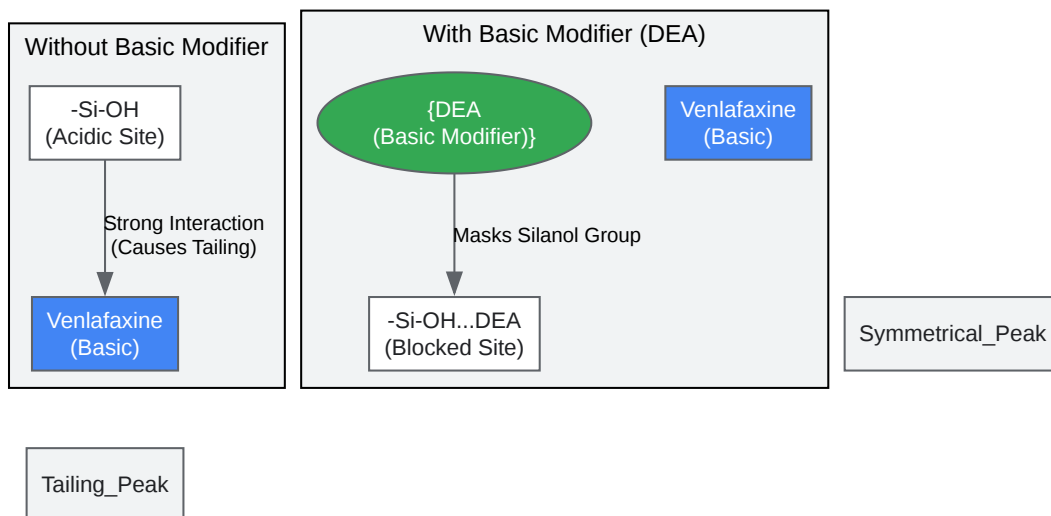 Without Basic Modifier
-Si-OH
(Acidic Site)
Strong Interaction
(Causes Tailing)
Venlafaxine
(Basic)
With Basic Modifier (DEA)
{DEA
(Basic Modifier)}
Venlafaxine
(Basic)
Masks Silanol Group
-Si-OH...DEA
(Blocked Site)
Symmetrical_Peak
Tailing_Peak